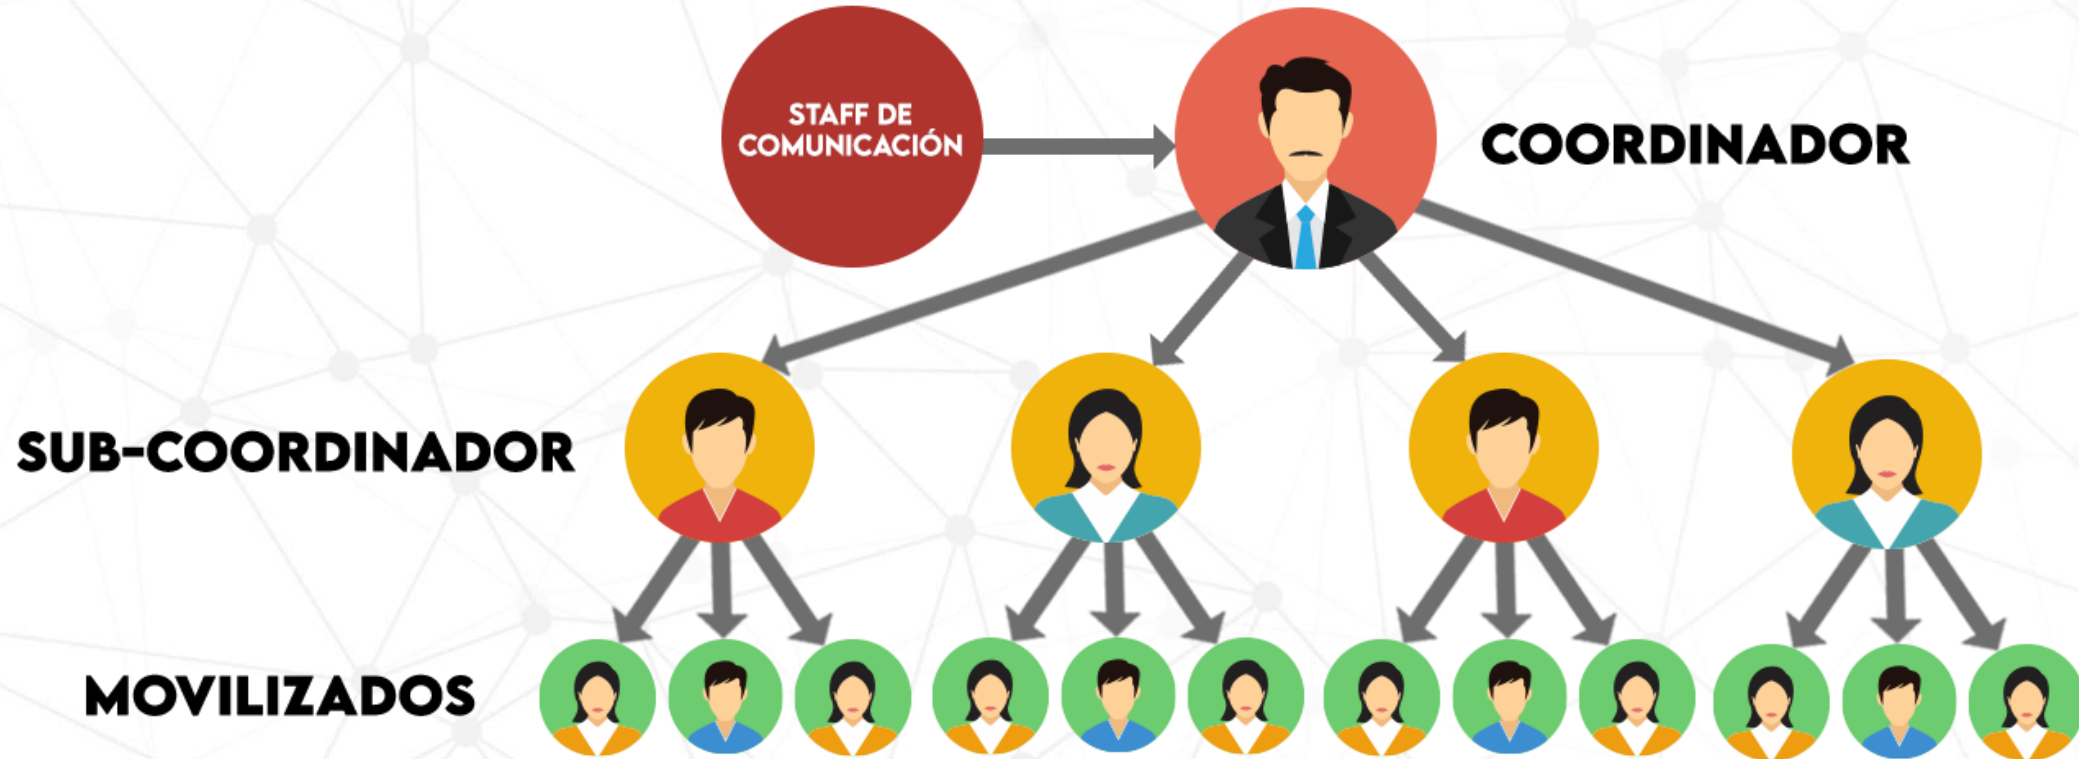 STAFF DE
COMUNICACIÓN
COORDINADOR
SUB-COORDINADOR
MOVILIZADOS